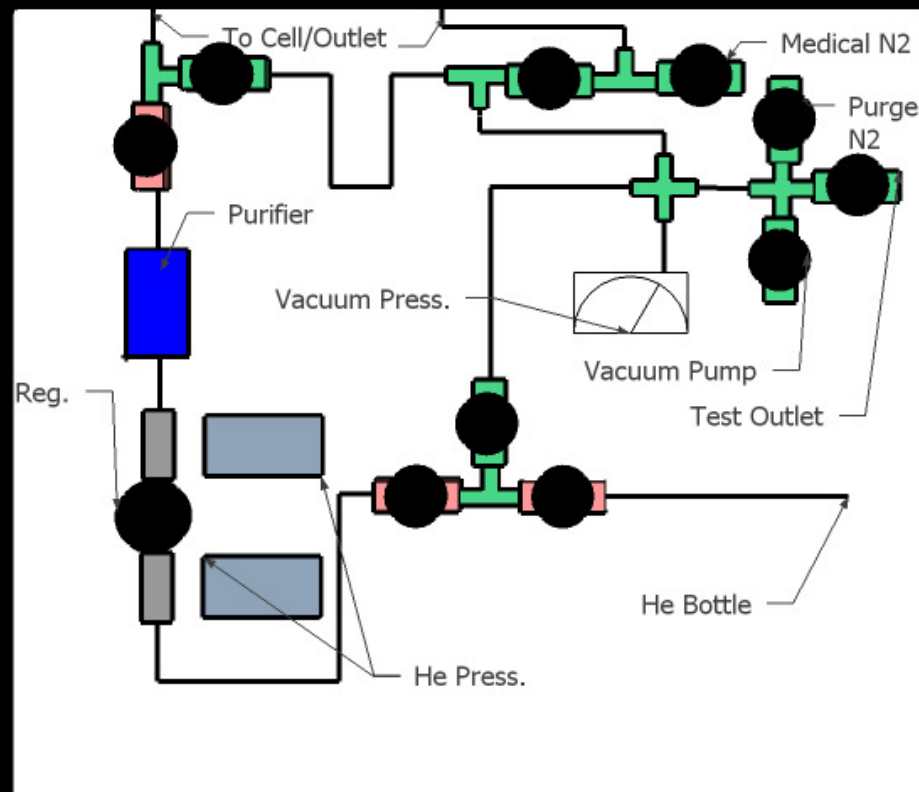 To Cell/Outlet
Medical N2
Purge
N2
Purifier
Vacuum Press.
Reg.
Vacuum Pump
Test Outlet
He Bottle
He Press.